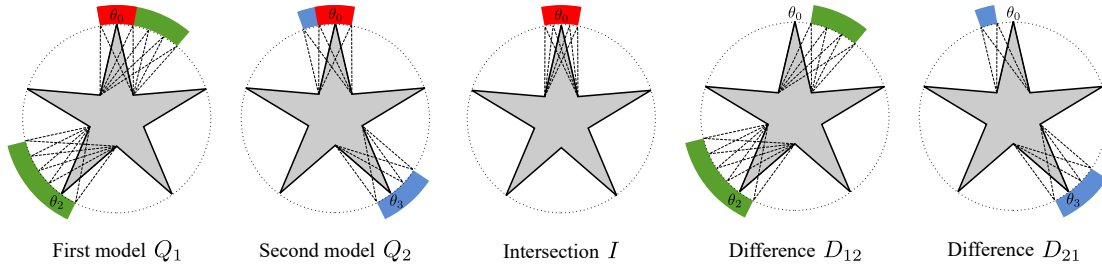 θ₀ θ₀ θ₀ θ₀ θ₀
θ₂ θ₃ θ₂ θ₃
First model Q₁ Second model Q₂ Intersection I Difference D₁₂ Difference D₂₁